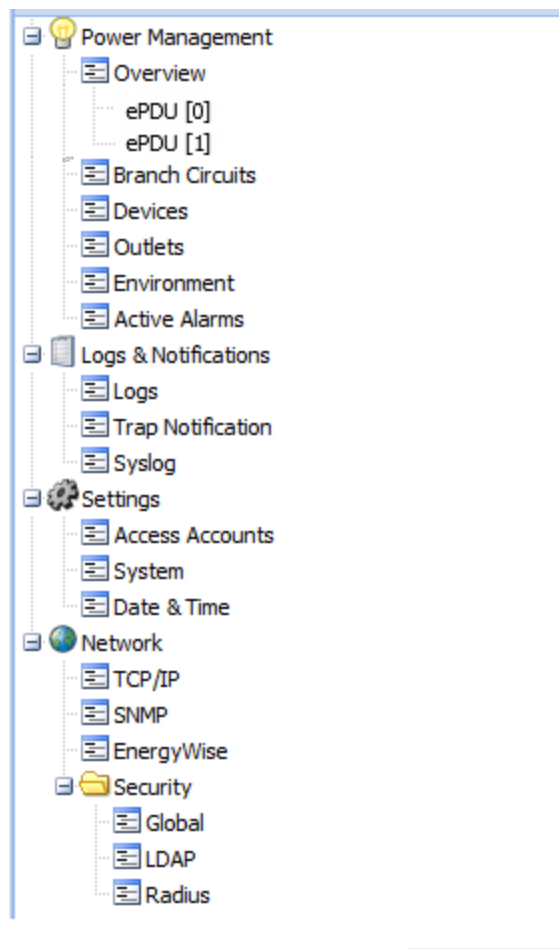 Power Management
Overview
ePDU [0]
ePDU [1]
Branch Circuits
Devices
Outlets
Environment
Active Alarms
Logs & Notifications
Logs
Trap Notification
Syslog
Settings
Access Accounts
System
Date & Time
Network
TCP/IP
SNMP
EnergyWise
Security
Global
LDAP
Radius